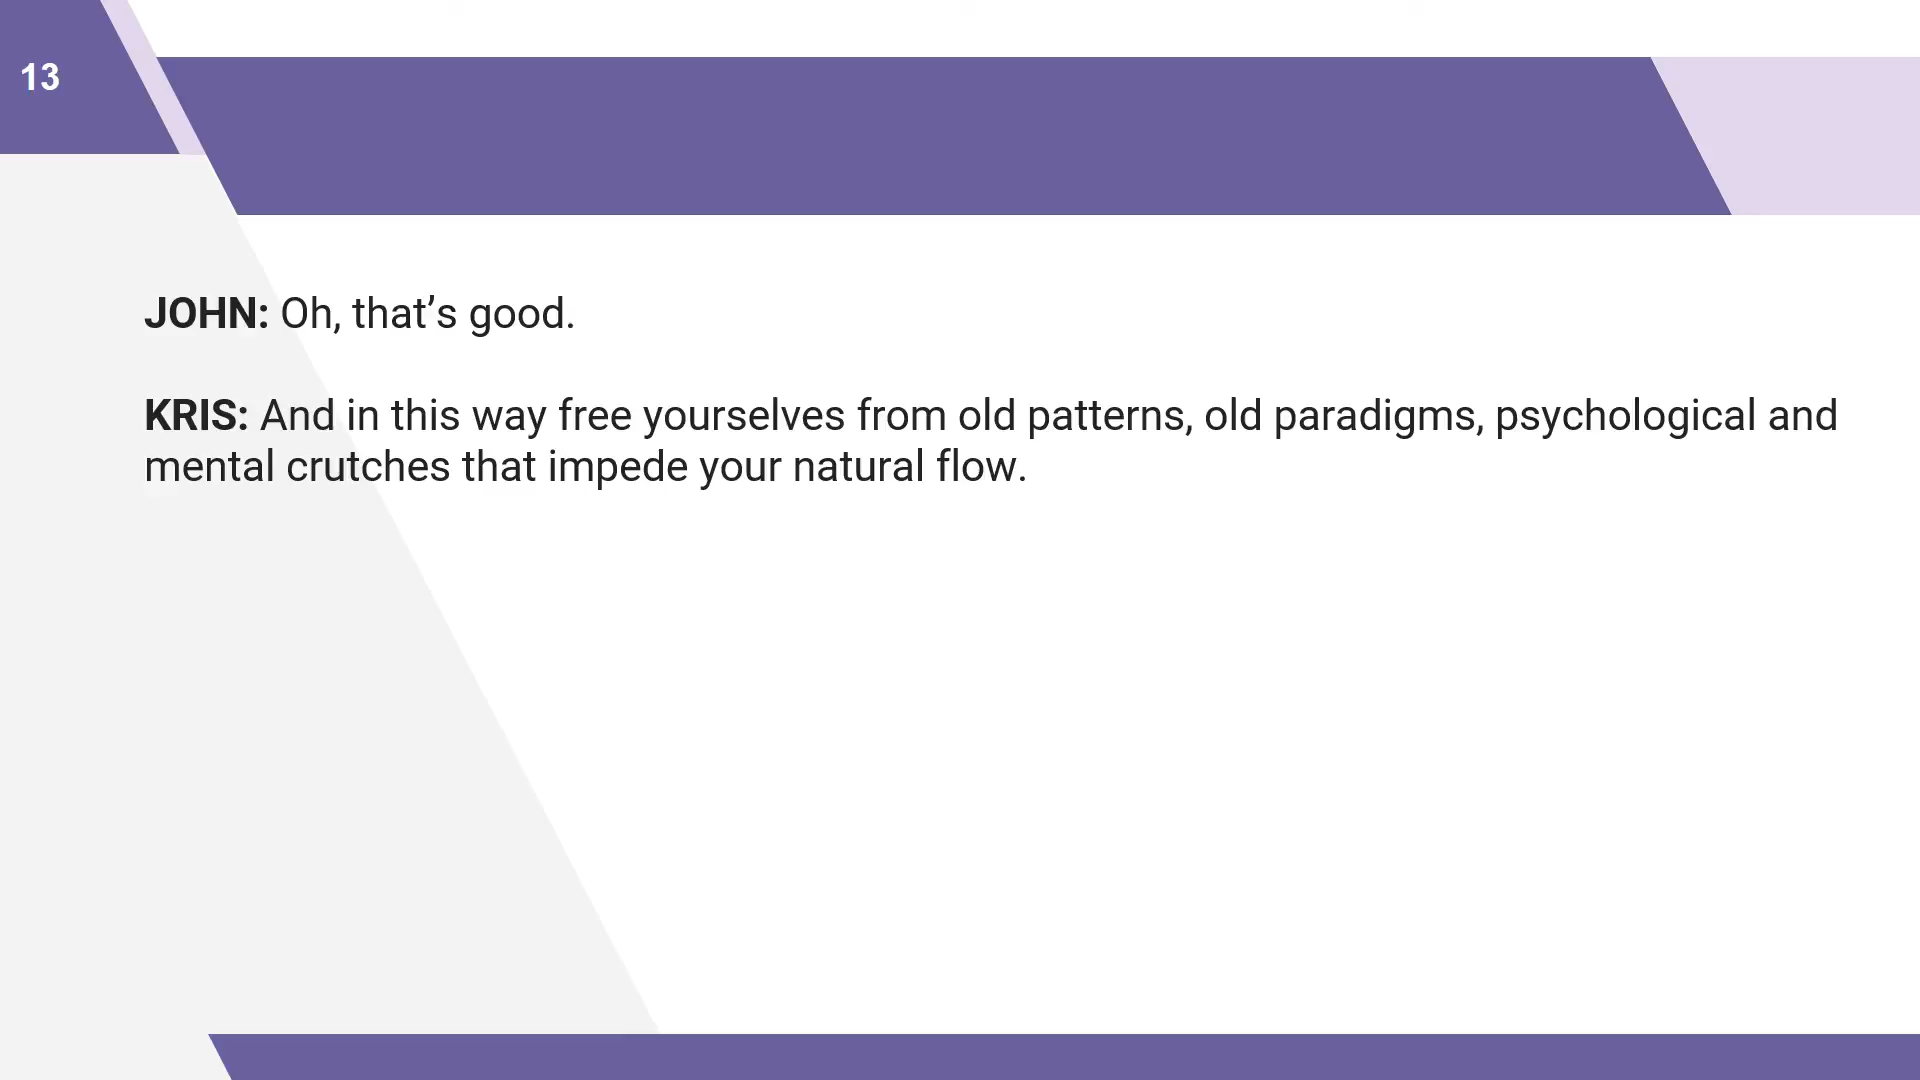 13
JOHN: Oh, that’s good.
KRIS: And in this way free yourselves from old patterns, old paradigms, psychological and
mental crutches that impede your natural flow.